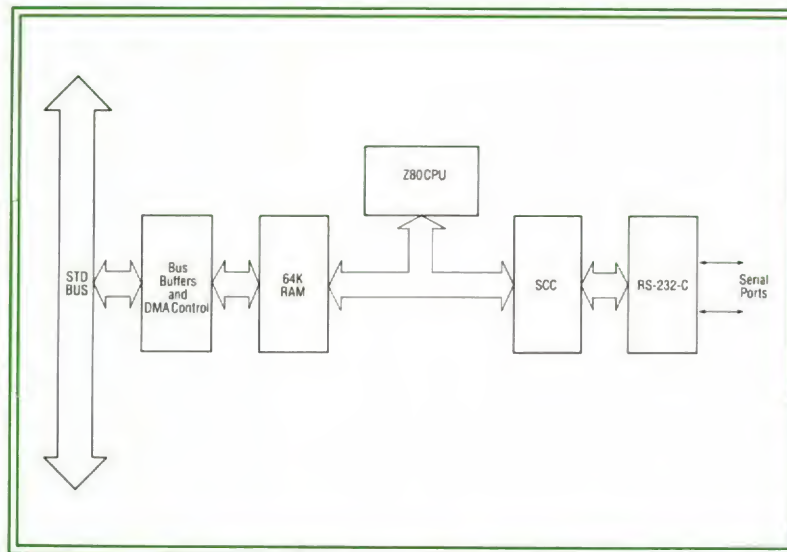 Z80 CPU
STD
BUS
Bus
Buffers
and
DMA Control
64K
RAM
SCC
RS-232-C
Serial
Ports